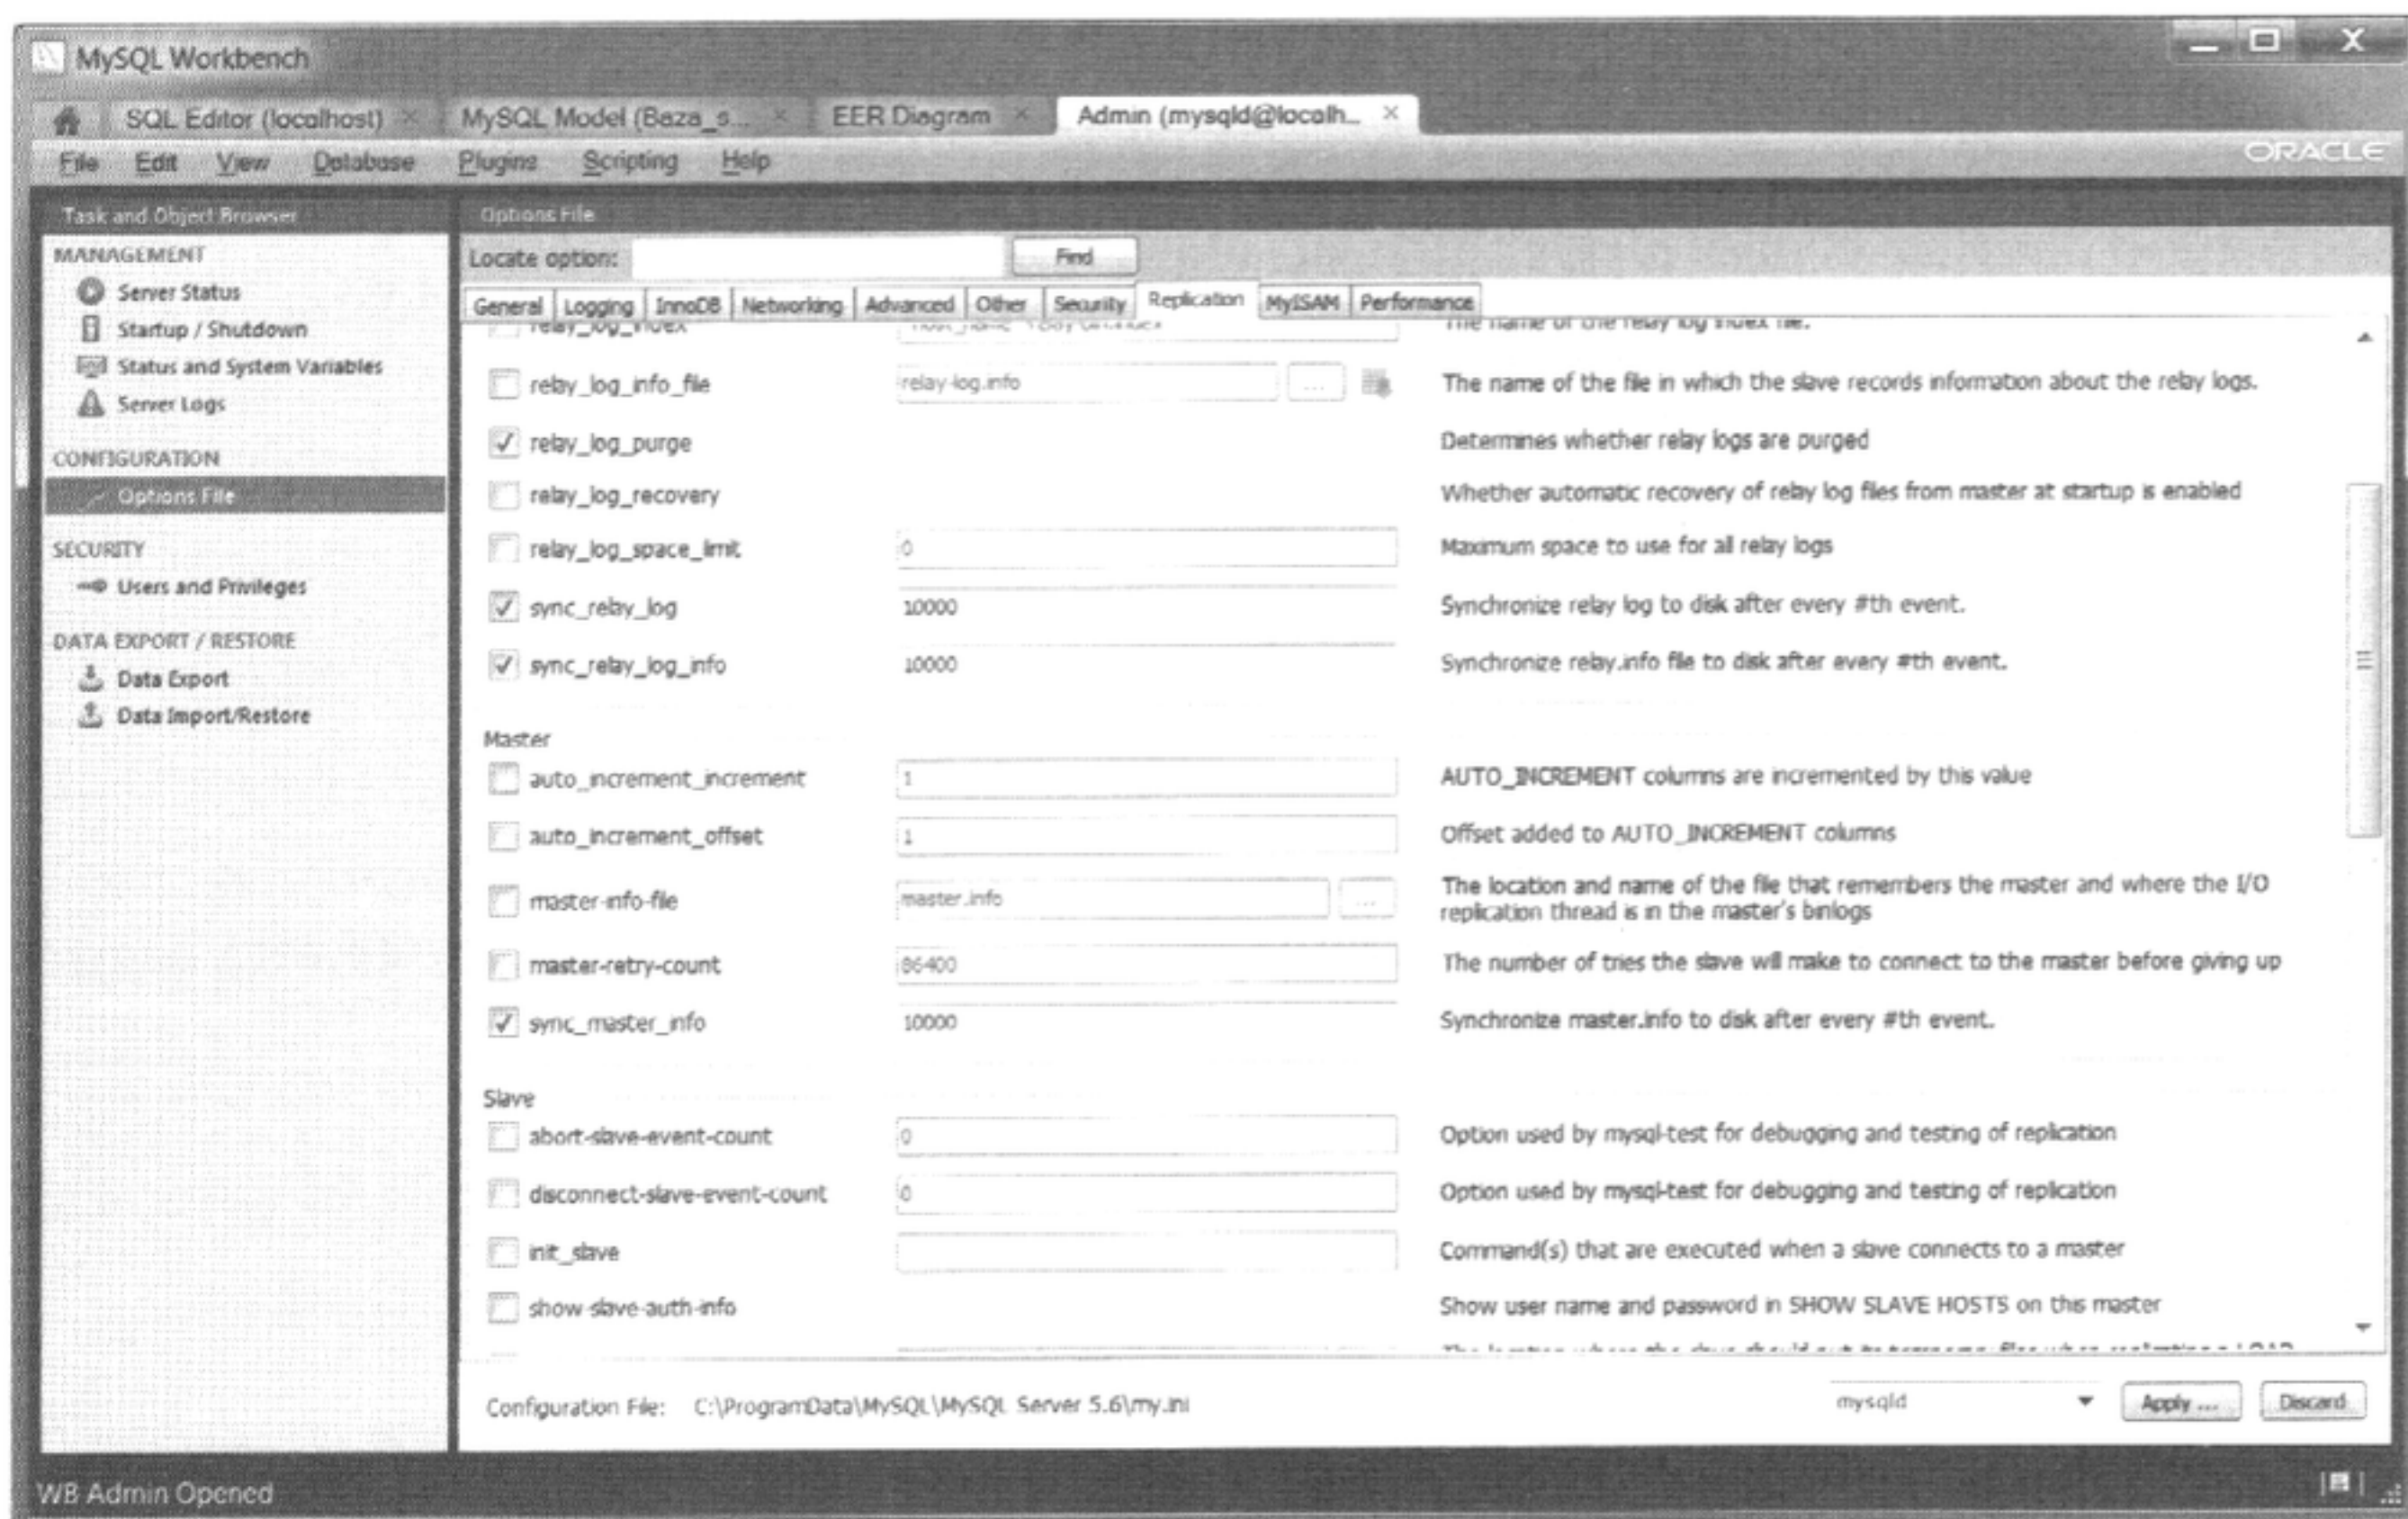 MySQL Workbench
SQL Editor (localhost) × MySQL Model (Baza_s... × EER Diagram × Admin (mysqld@localh... ×
File Edit View Database Plugins Scripting Help ORACLE
Task and Object Browser
MANAGEMENT
Server Status
Startup / Shutdown
Status and System Variables
Server Logs
CONFIGURATION
Options File
SECURITY
Users and Privileges
DATA EXPORT / RESTORE
Data Export
Data Import/Restore
Options File
Locate option: Find
General Logging InnoDB Networking Advanced Other Security Replication MyISAM Performance
relay_log_index The name of the relay log index file.
relay_log_info_file relay-log.info ... The name of the file in which the slave records information about the relay logs.
relay_log_purge Determines whether relay logs are purged
relay_log_recovery Whether automatic recovery of relay log files from master at startup is enabled
relay_log_space_limit 0 Maximum space to use for all relay logs
sync_relay_log 10000 Synchronize relay log to disk after every #th event.
sync_relay_log_info 10000 Synchronize relay.info file to disk after every #th event.
Master
auto_increment_increment 1 AUTO_INCREMENT columns are incremented by this value
auto_increment_offset 1 Offset added to AUTO_INCREMENT columns
master-info-file master.info ... The location and name of the file that remembers the master and where the I/O
replication thread is in the master's binlogs
master-retry-count 86400 The number of tries the slave will make to connect to the master before giving up
sync_master_info 10000 Synchronize master.info to disk after every #th event.
Slave
abort-slave-event-count 0 Option used by mysql-test for debugging and testing of replication
disconnect-slave-event-count 0 Option used by mysql-test for debugging and testing of replication
init_slave Command(s) that are executed when a slave connects to a master
show-slave-auth-info Show user name and password in SHOW SLAVE HOSTS on this master
Configuration File: C:\ProgramData\MySQL\MySQL Server 5.6\my.ini mysqld Apply ... Discard
WB Admin Opened